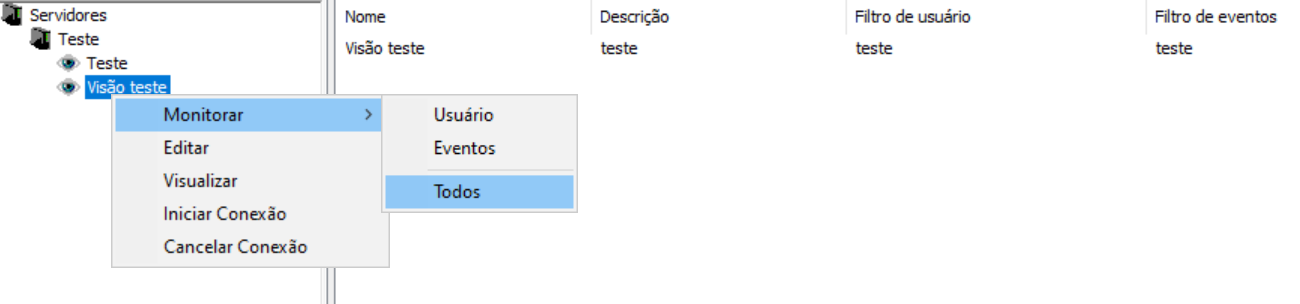 Servidores
Teste
Teste
Visão teste
Nome Descrição Filtro de usuário Filtro de eventos
Visão teste teste teste teste
Monitorar >
Editar
Visualizar
Iniciar Conexão
Cancelar Conexão
Usuário
Eventos
Todos